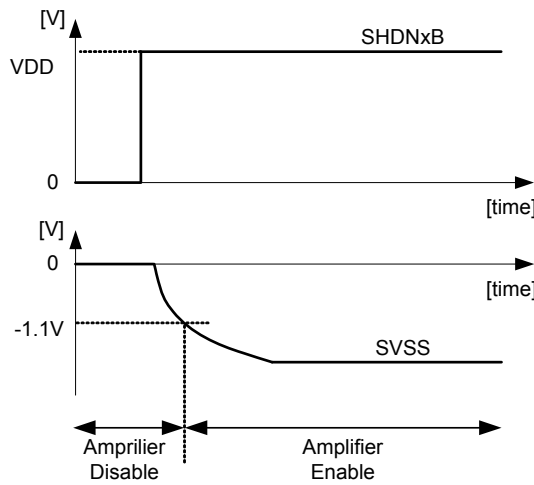 [V]
SHDNxB
VDD
0
[time]
[V]
0
[time]
-1.1V
SVSS
Amprilier
Disable
Amplifier
Enable